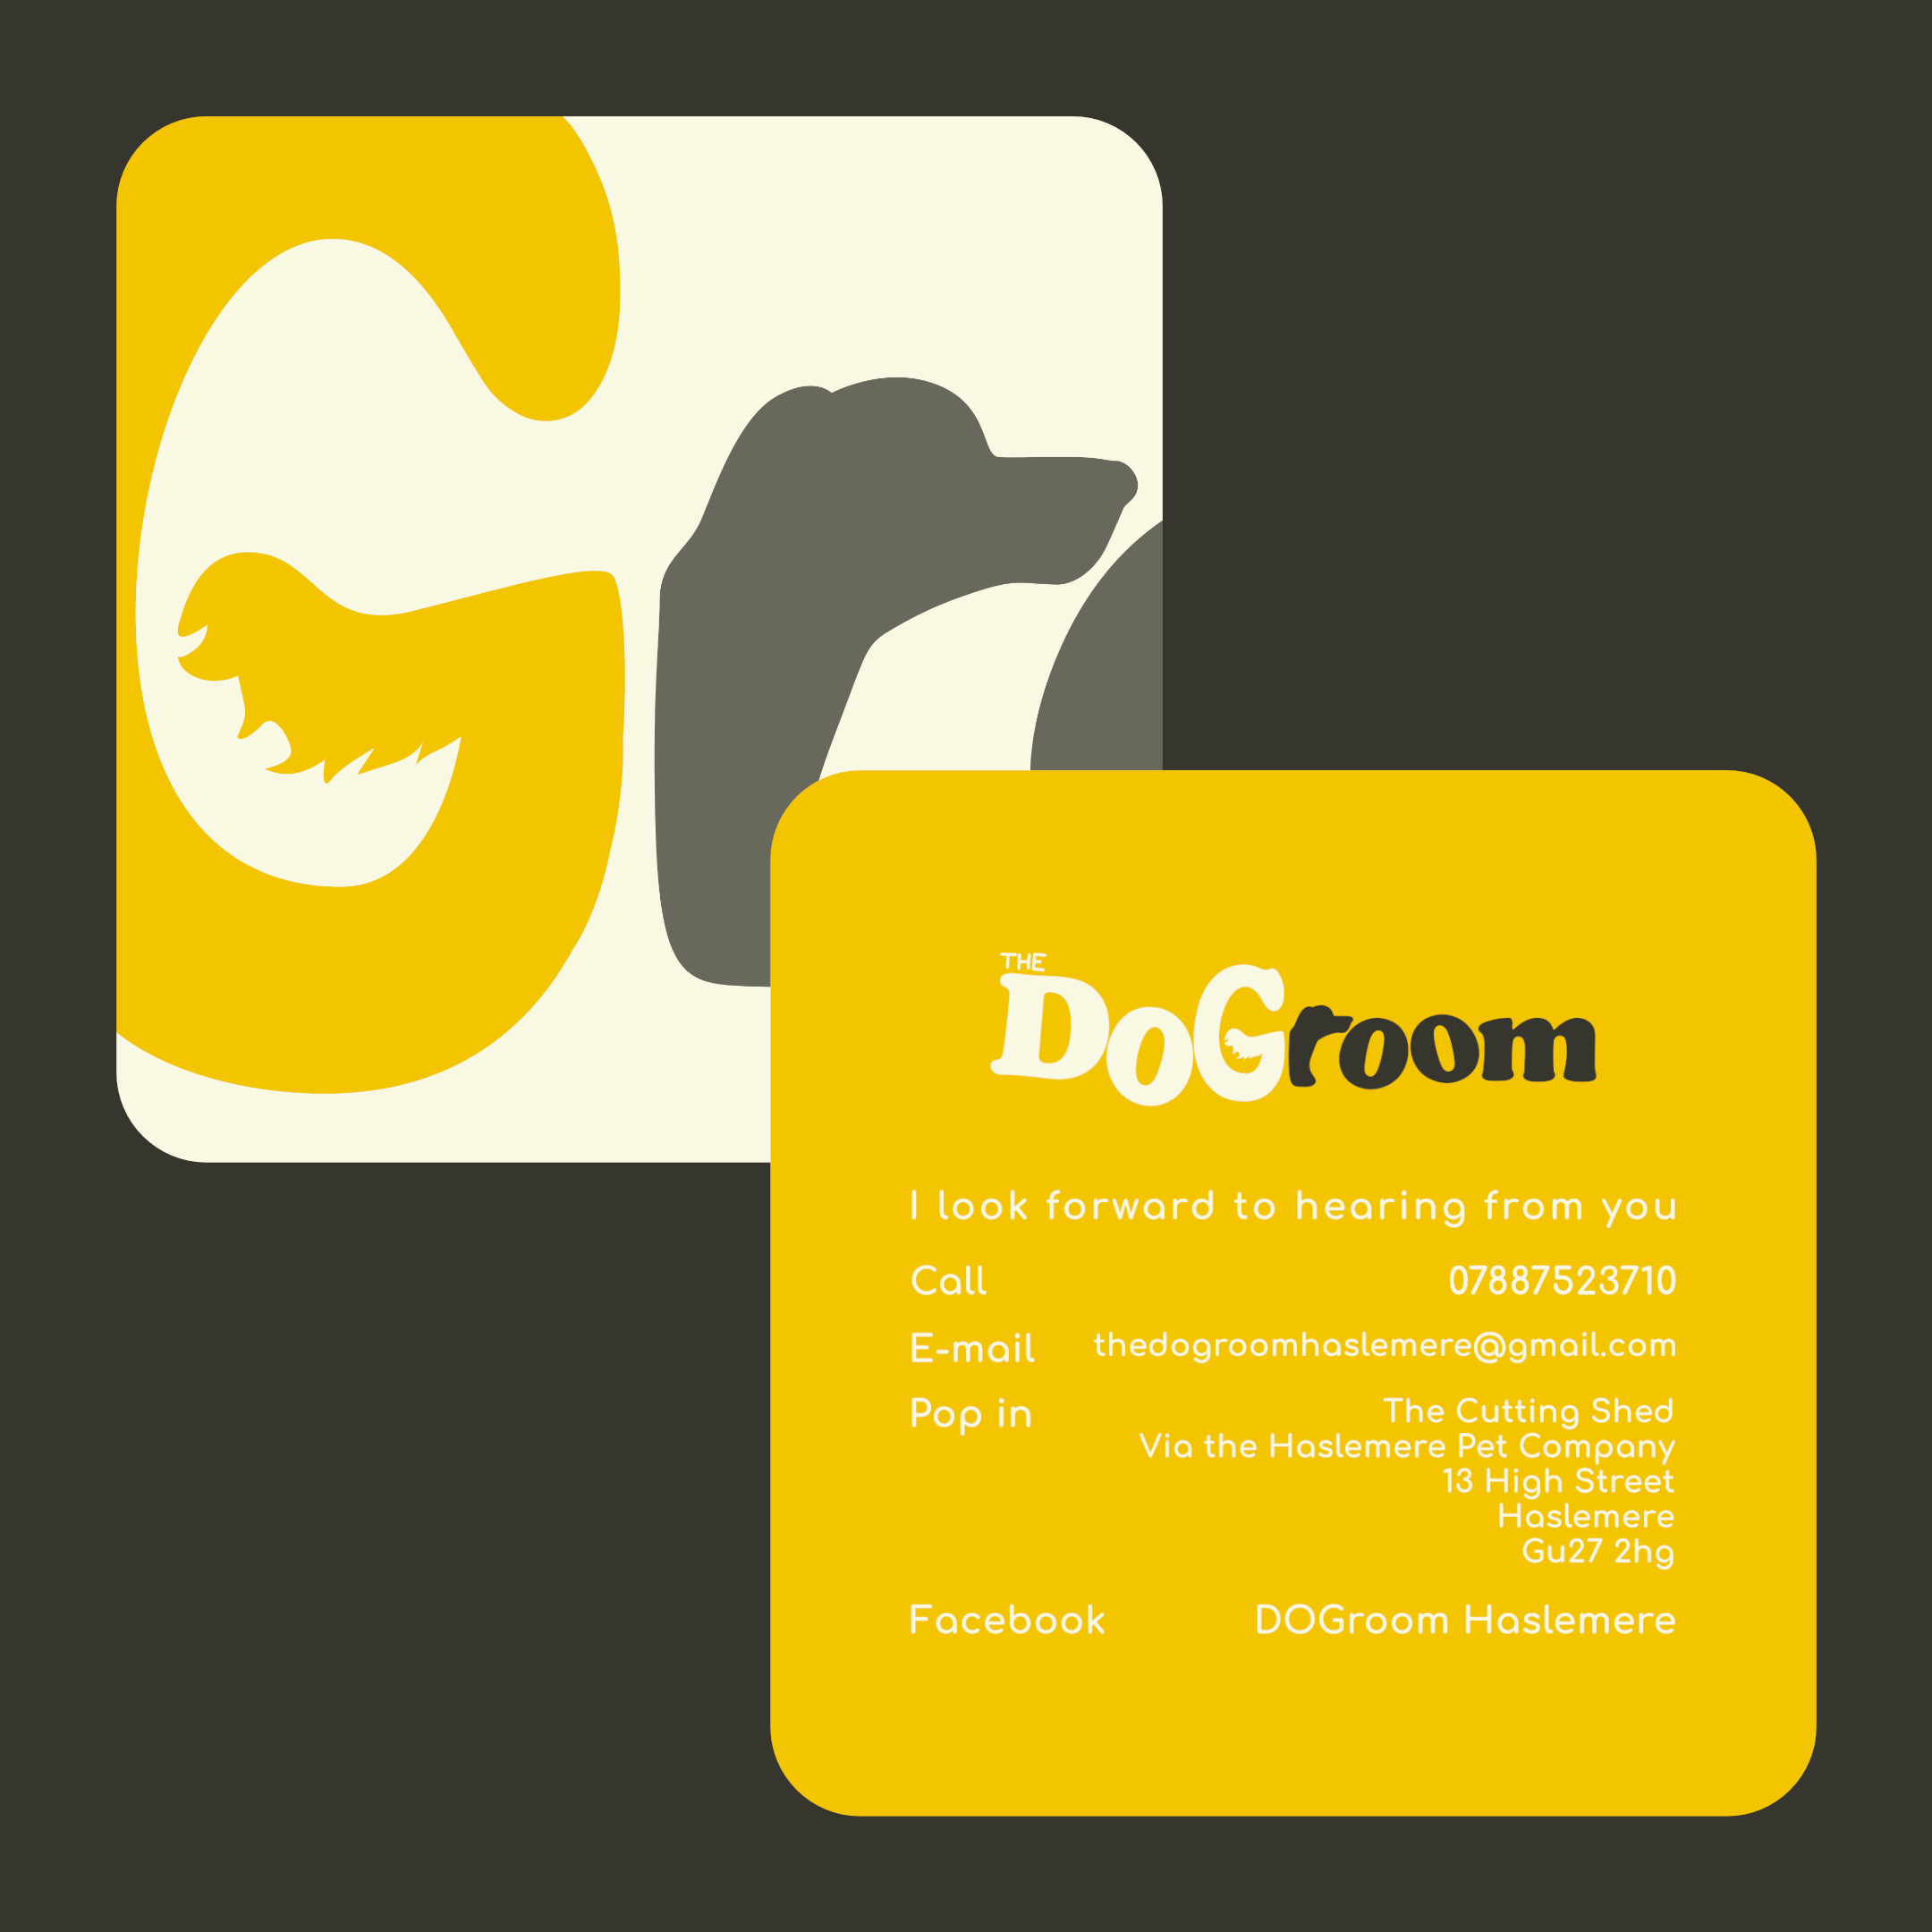 THE
DOGroom
I look forward to hearing from you
Call 07887523710
E-mail thedogroomhaslemere@gmail.com
Pop in The Cutting Shed
Via the Haslemere Pet Company
13 High Street
Haslemere
Gu27 2hg
Facebook DOGroom Haslemere